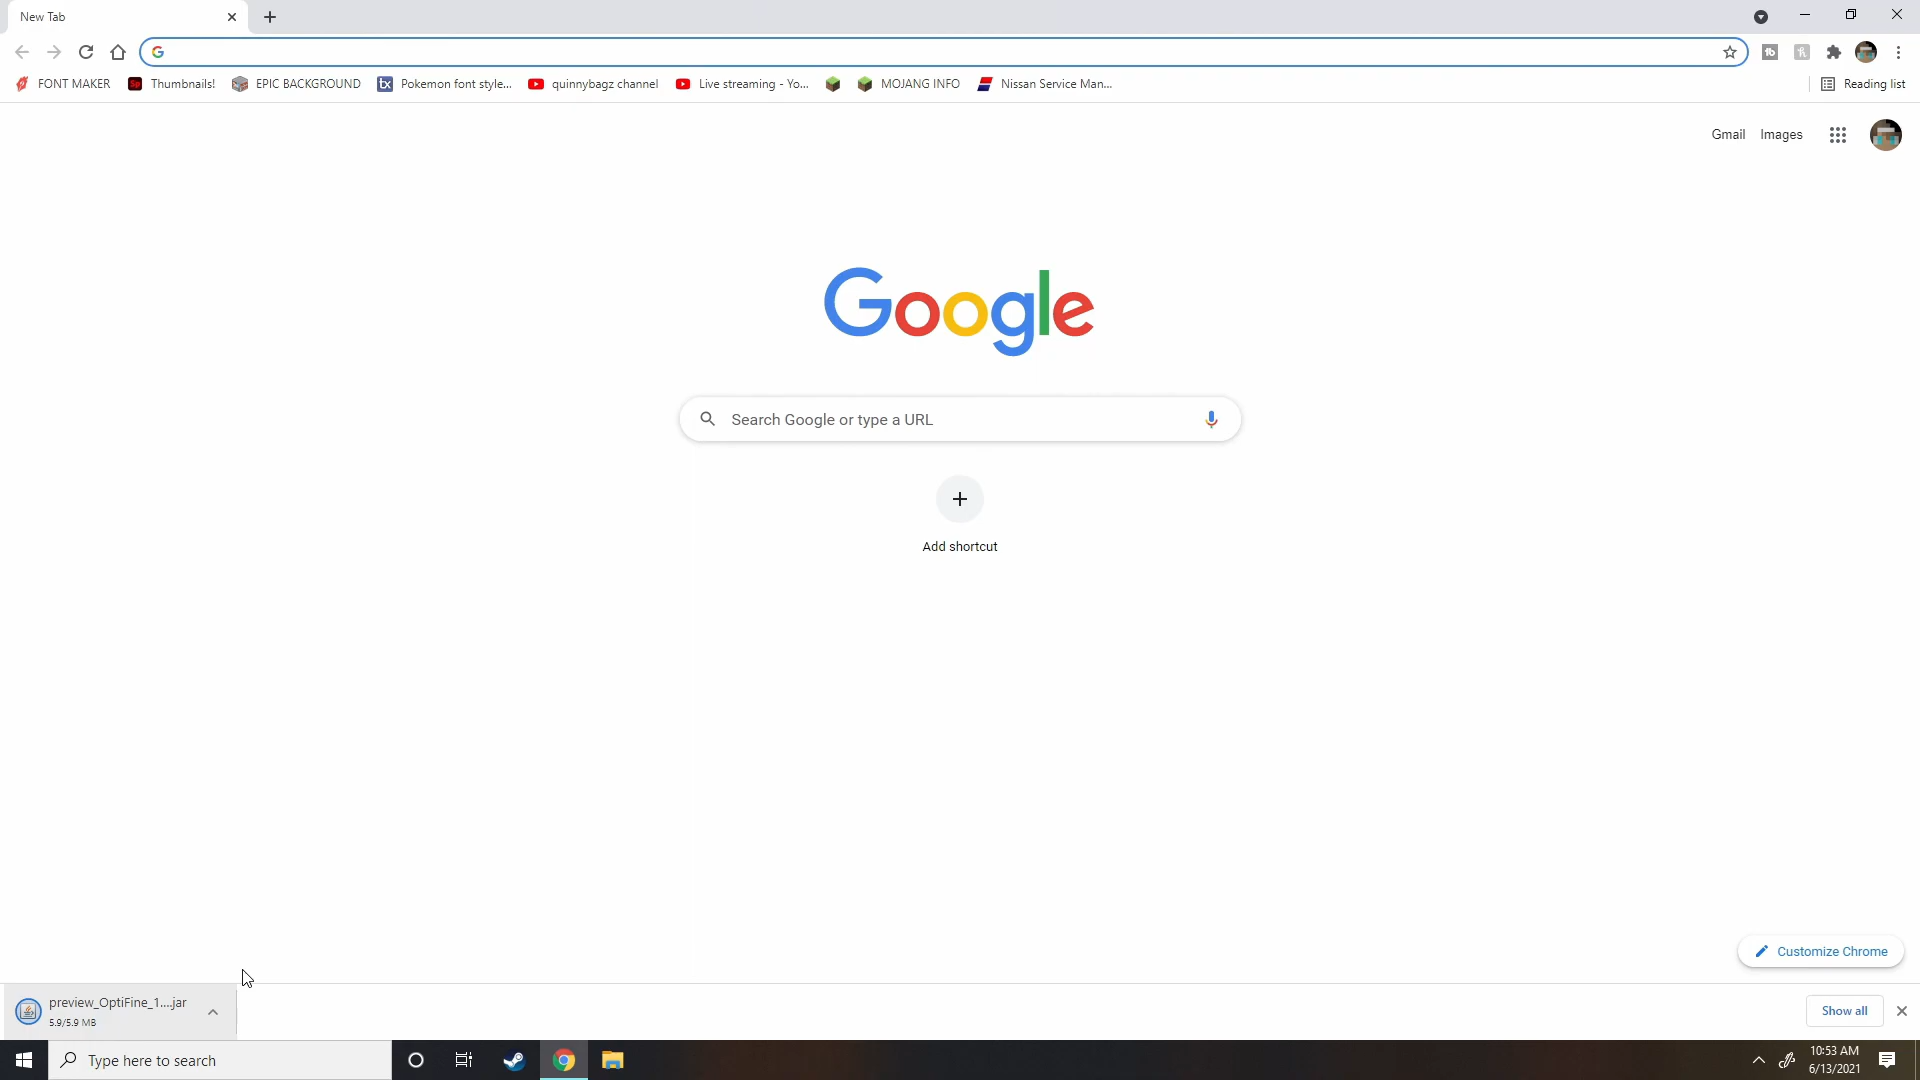 New Tab
FONT MAKER
Thumbnails!
EPIC BACKGROUND
bx Pokemon font style...
quinnybagz channel
Live streaming - Yo...
MOJANG INFO
Nissan Service Man...
Reading list
Gmail Images
Google
Search Google or type a URL
Add shortcut
Customize Chrome
preview_OptiFine_1....jar
5.9/5.9 MB
Show all
Type here to search
10:53 AM
6/13/2021